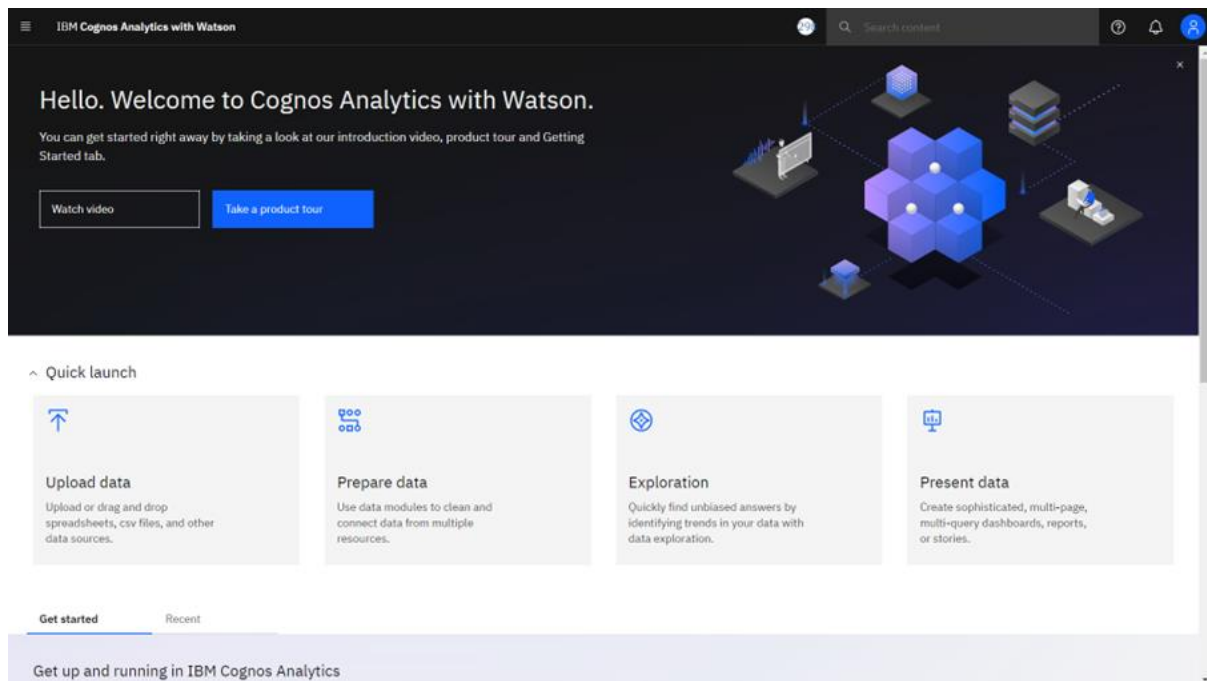 IBM Cognos Analytics with Watson
29
Search content
Hello. Welcome to Cognos Analytics with Watson.
You can get started right away by taking a look at our introduction video, product tour and Getting
Started tab.
Watch video
Take a product tour
Quick launch
Upload data
Upload or drag and drop
spreadsheets, csv files, and other
data sources.
Prepare data
Use data modules to clean and
connect data from multiple
resources.
Exploration
Quickly find unbiased answers by
identifying trends in your data with
data exploration.
Present data
Create sophisticated, multi-page,
multi-query dashboards, reports,
or stories.
Get started
Recent
Get up and running in IBM Cognos Analytics